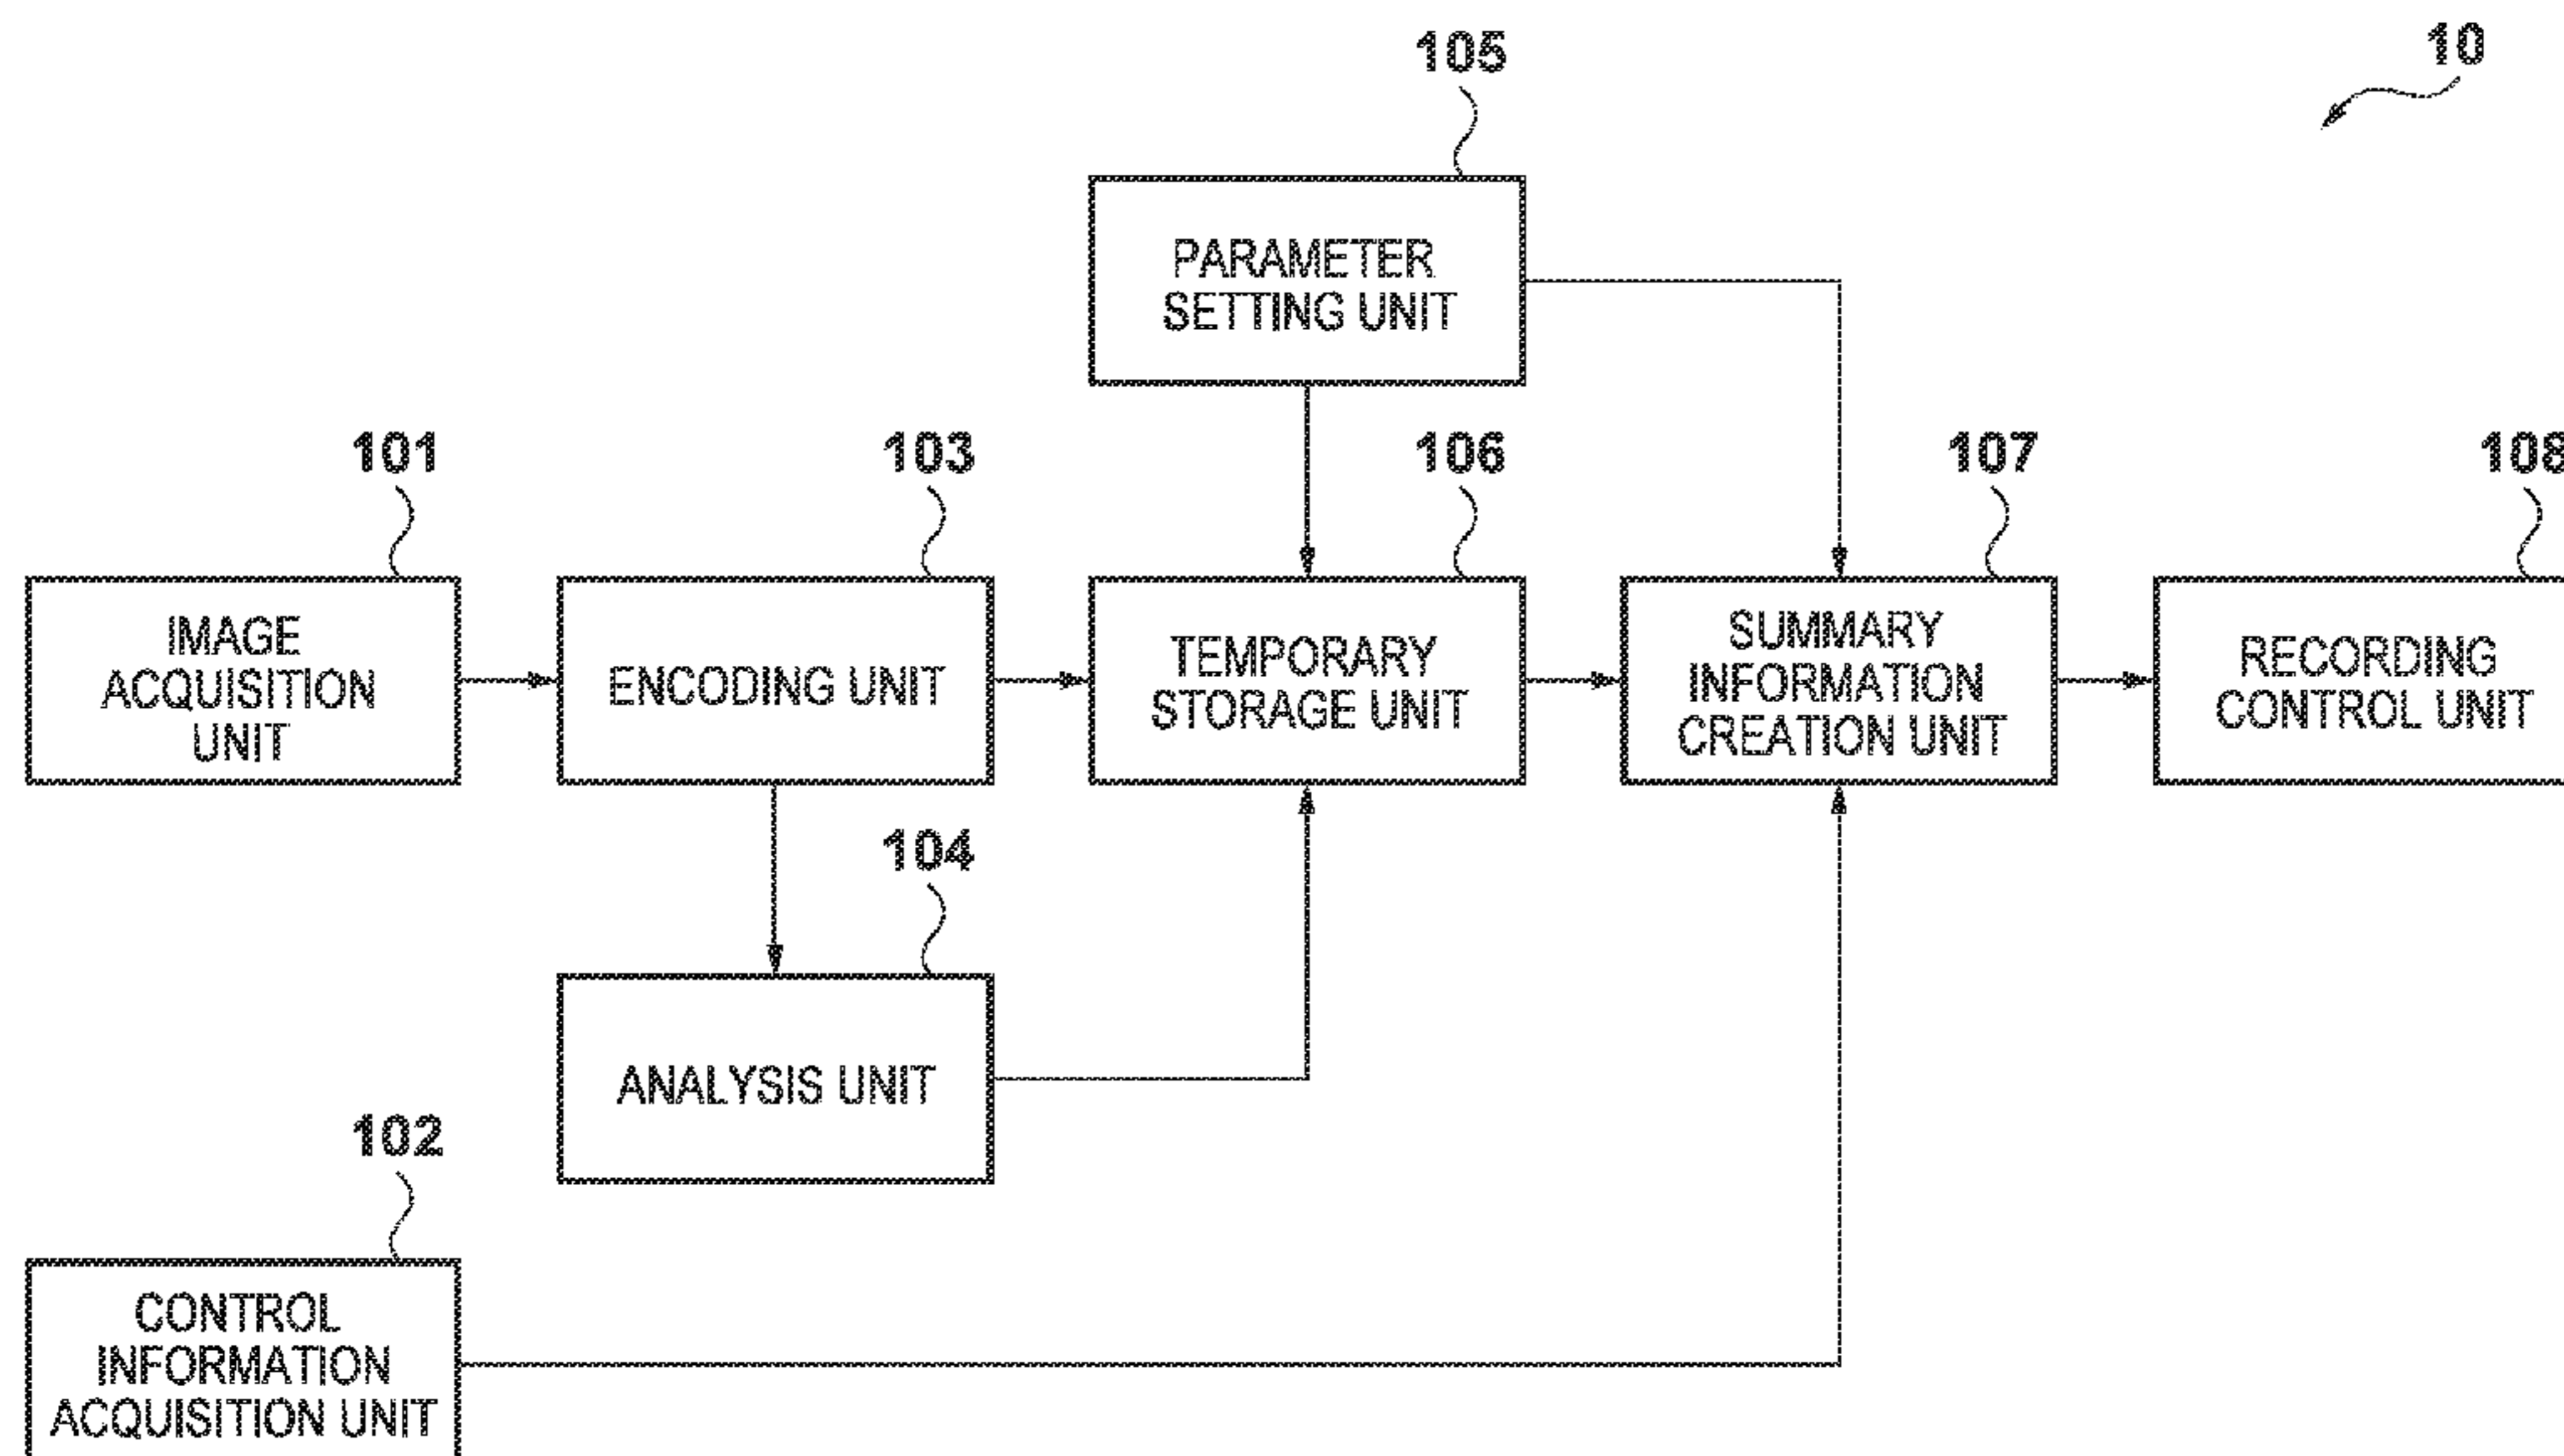 10
105
PARAMETER
SETTING UNIT
101
103
106
107
108
IMAGE
ACQUISITION
UNIT
ENCODING UNIT
TEMPORARY
STORAGE UNIT
SUMMARY
INFORMATION
CREATION UNIT
RECORDING
CONTROL UNIT
104
ANALYSIS UNIT
102
CONTROL
INFORMATION
ACQUISITION UNIT